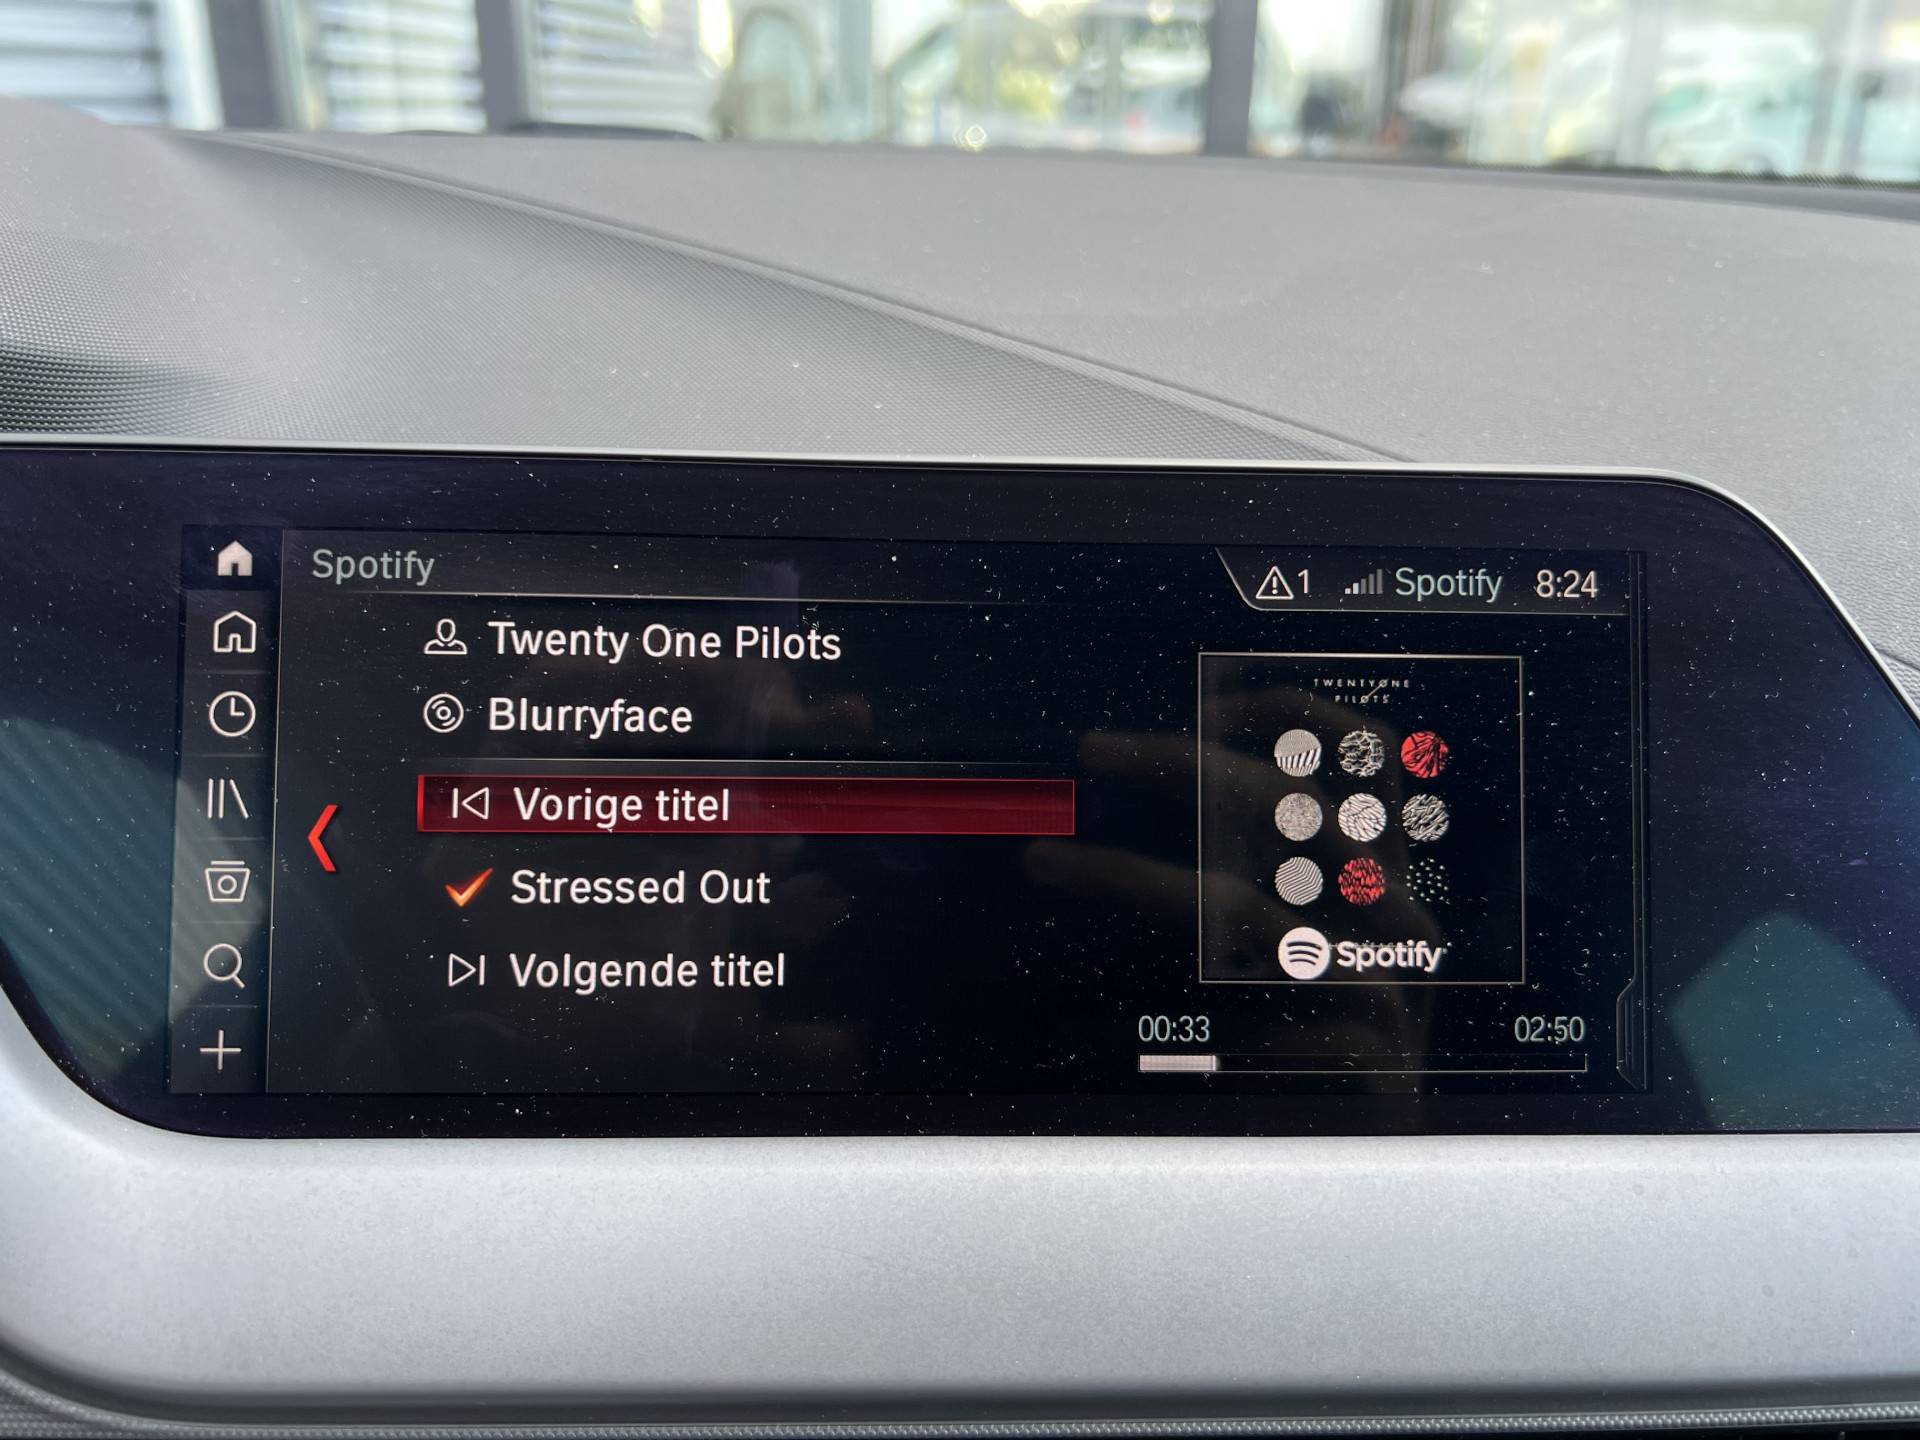 Spotify
1 Spotify 8:24
Twenty One Pilots
Blurryface
Vorige titel
Stressed Out
Volgende titel
TWENTY ONE
PILOTS
Spotify
00:33 02:50